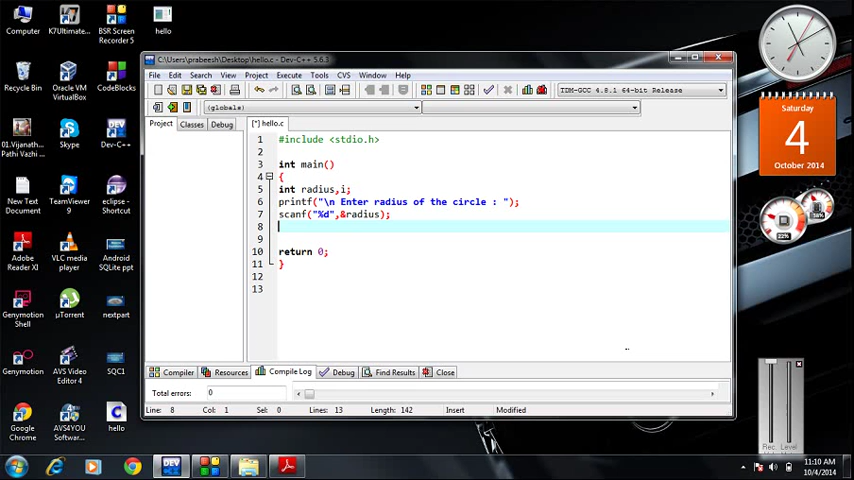 Computer
K7Ultimate...
BSR Screen
Recorder 5
hello
Recycle Bin
Oracle VM
VirtualBox
CodeBlocks
01.Vijanath...
Pathi Vazhi ...
Skype
Dev-C++
New Text
Document
TeamViewer
9
eclipse -
Shortcut
Adobe
Reader XI
VLC media
player
Android
SQLite ppt
Genymotion
Shell
µTorrent
nextpart
Genymotion
AVS Video
Editor 4
SQC1
Google
Chrome
AVS4YOU
Softwar...
hello
C:\Users\prabeesh\Desktop\hello.c - Dev-C++ 5.6.3
File Edit Search View Project Execute Tools CVS Window Help
TDM-GCC 4.8.1 64-bit Release
(globals)
Project Classes Debug
[*] hello.c
1 #include <stdio.h>
2
3 int main()
4 {
5 int radius,i;
6 printf("\n Enter radius of the circle : ");
7 scanf("%d",&radius);
8
9
10 return 0;
11 }
12
13
Compiler Resources Compile Log Debug Find Results Close
Total errors: 0
Line: 8 Col: 1 Sel: 0 Lines: 13 Length: 142 Insert Modified
Saturday
4
October 2014
22%
Rec Level
DEV
11:10 AM
10/4/2014